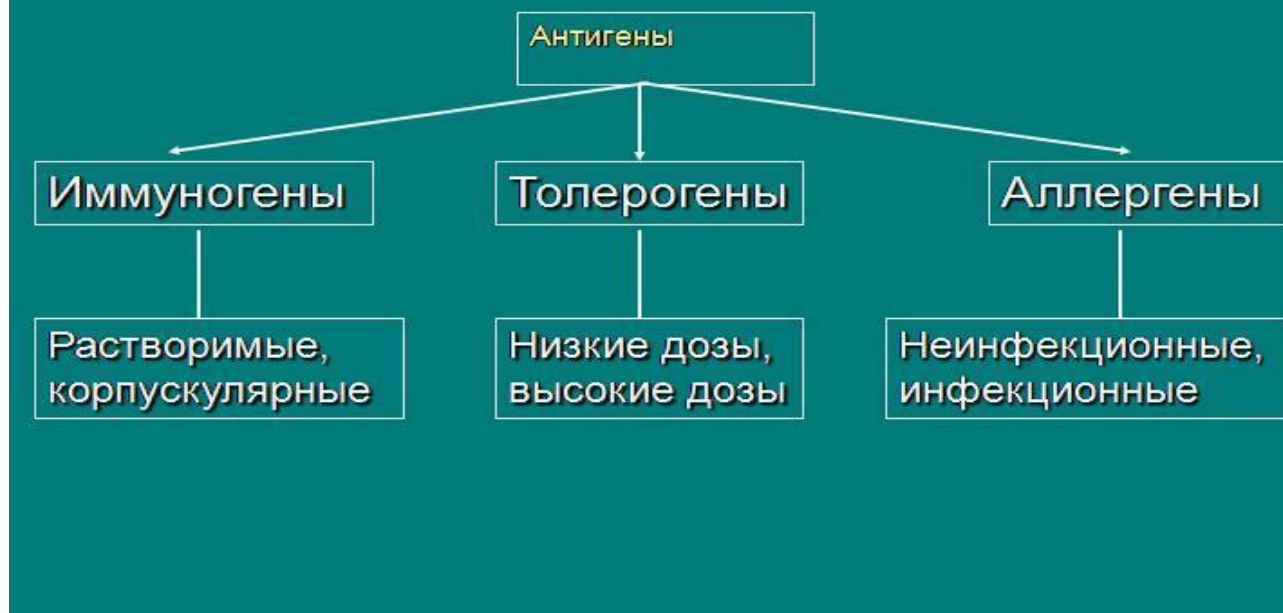 Антигены
Иммуногены
Толерогены
Аллергены
Растворимые,
корпускулярные
Низкие дозы,
высокие дозы
Неинфекционные,
инфекционные